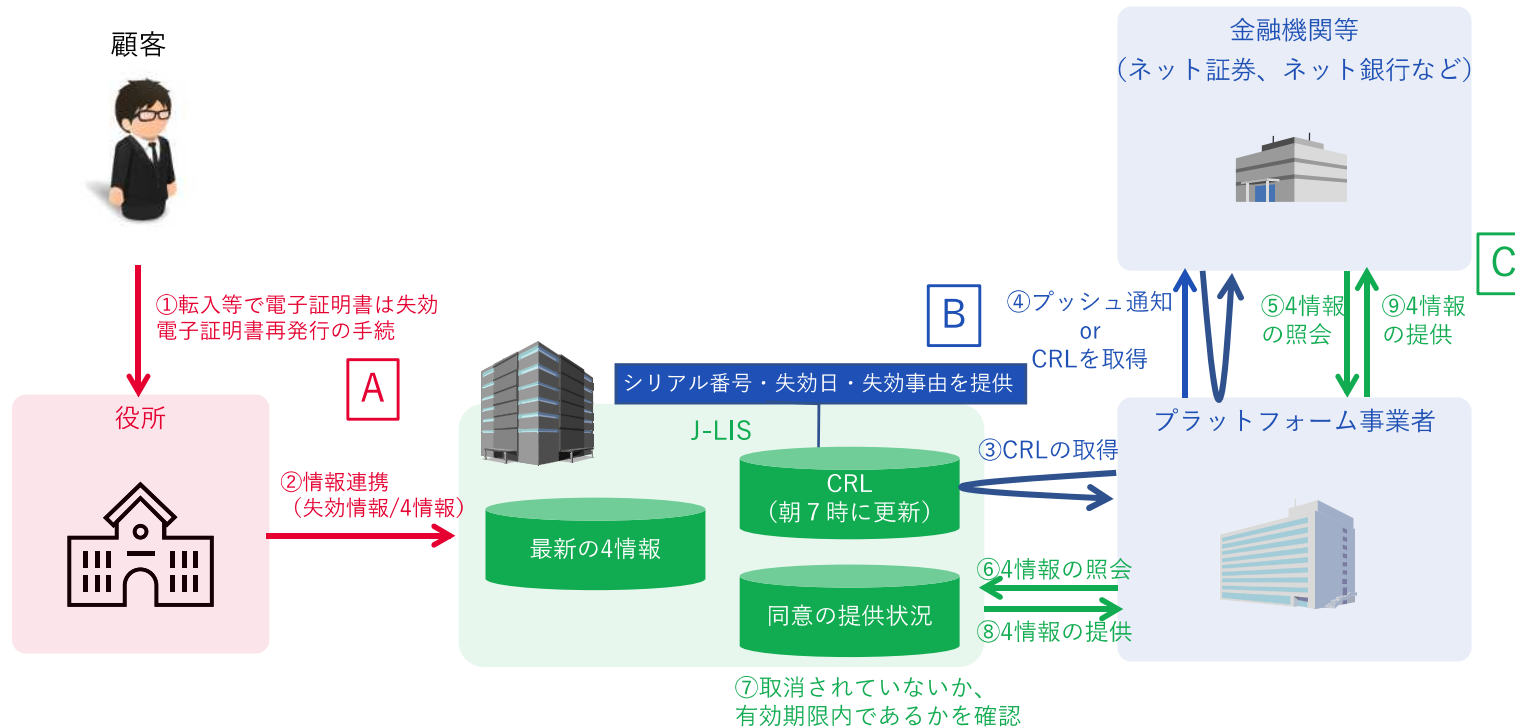 顧客
①転入等で電子証明書は失効
電子証明書再発行の手続
A
役所
②情報連携
（失効情報/4情報）
J-LIS
シリアル番号・失効日・失効事由を提供
最新の4情報
CRL
（朝７時に更新）
同意の提供状況
⑦取消されていないか、
有効期限内であるかを確認
B
③CRLの取得
④プッシュ通知
or
CRLを取得
金融機関等
（ネット証券、ネット銀行など）
C
⑤4情報
の照会
⑨4情報
の提供
プラットフォーム事業者
⑥4情報の照会
⑧4情報の提供